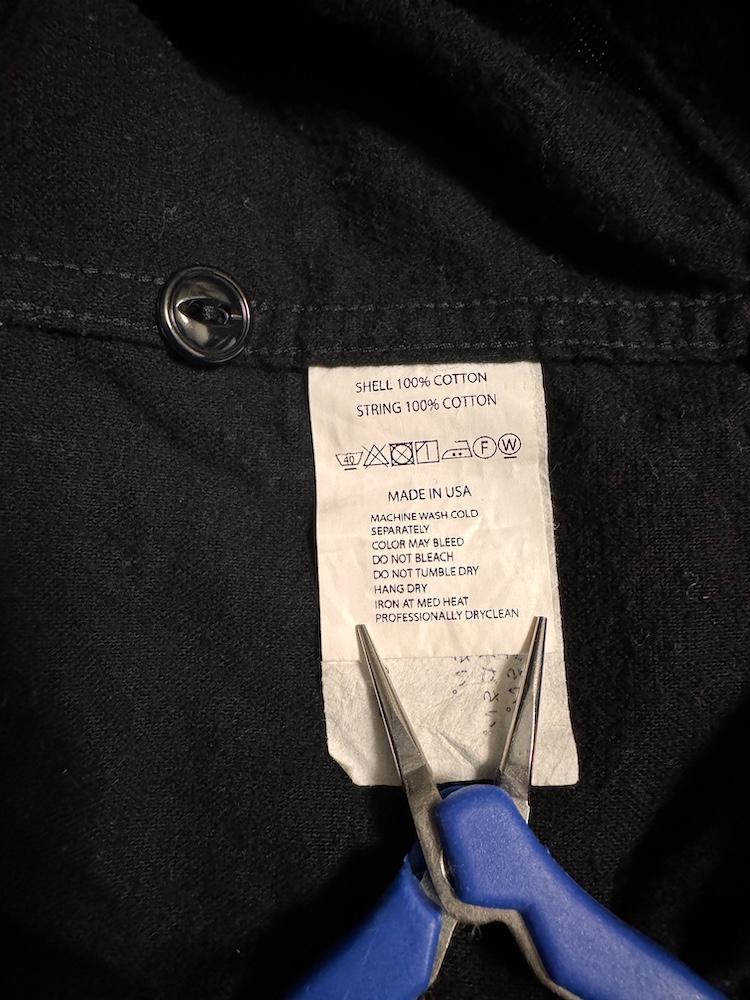 SHELL 100% COTTON
STRING 100% COTTON
40 F W
MADE IN USA
MACHINE WASH COLD
SEPARATELY
COLOR MAY BLEED
DO NOT BLEACH
DO NOT TUMBLE DRY
HANG DRY
IRON AT MED HEAT
PROFESSIONALLY DRYCLEAN